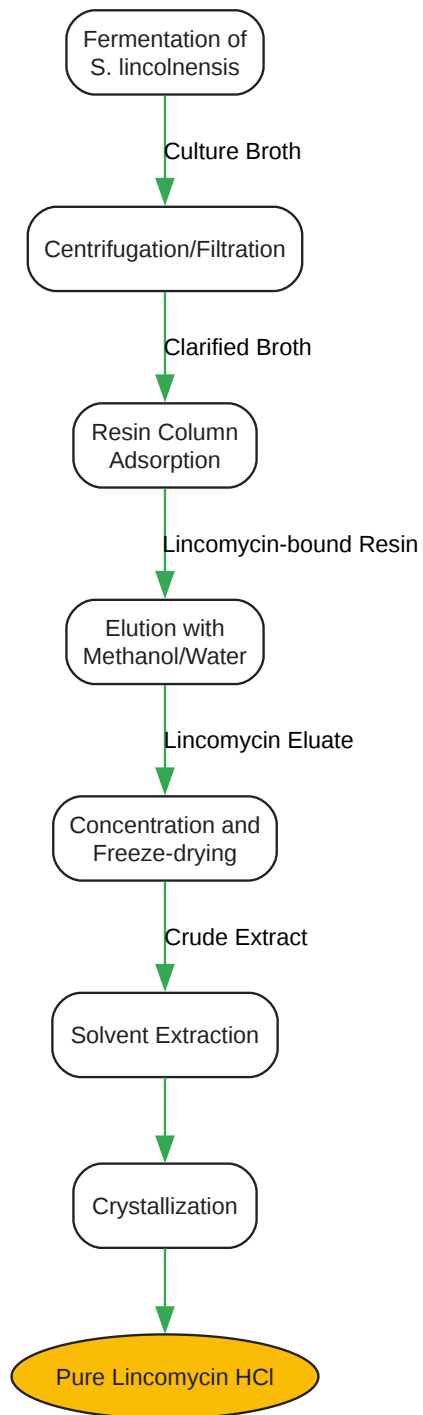 Fermentation of
S. lincolnensis
Culture Broth
Centrifugation/Filtration
Clarified Broth
Resin Column
Adsorption
Lincomycin-bound Resin
Elution with
Methanol/Water
Lincomycin Eluate
Concentration and
Freeze-drying
Crude Extract
Solvent Extraction
Crystallization
Pure Lincomycin HCl